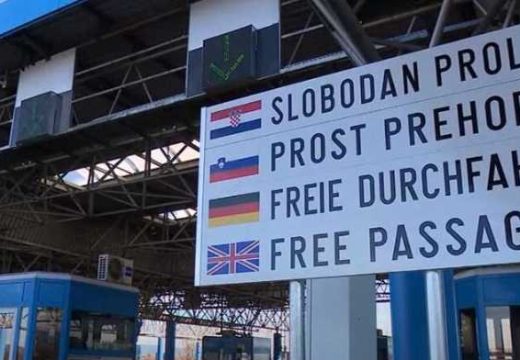 SLOBODAN PROL
PROST PREHO
FREIE DURCHFA
FREE PASSAG